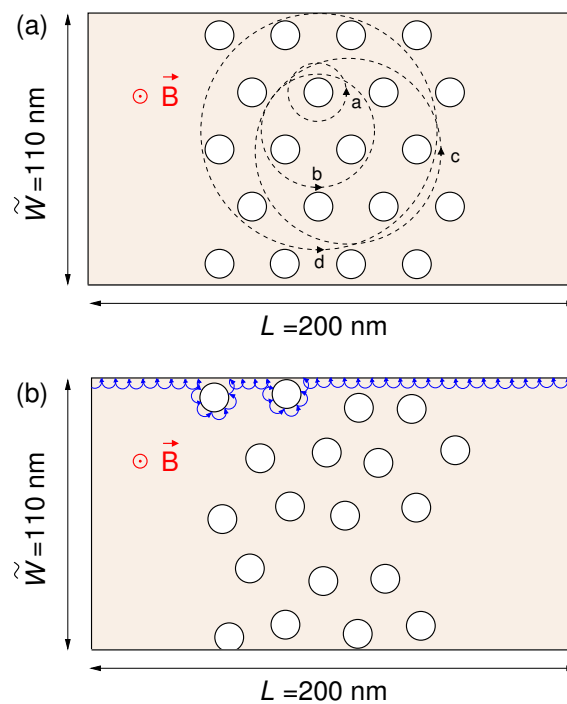 (a)
B
a
b
c
d
W̃ =110 nm
L =200 nm
(b)
B
W̃ =110 nm
L =200 nm